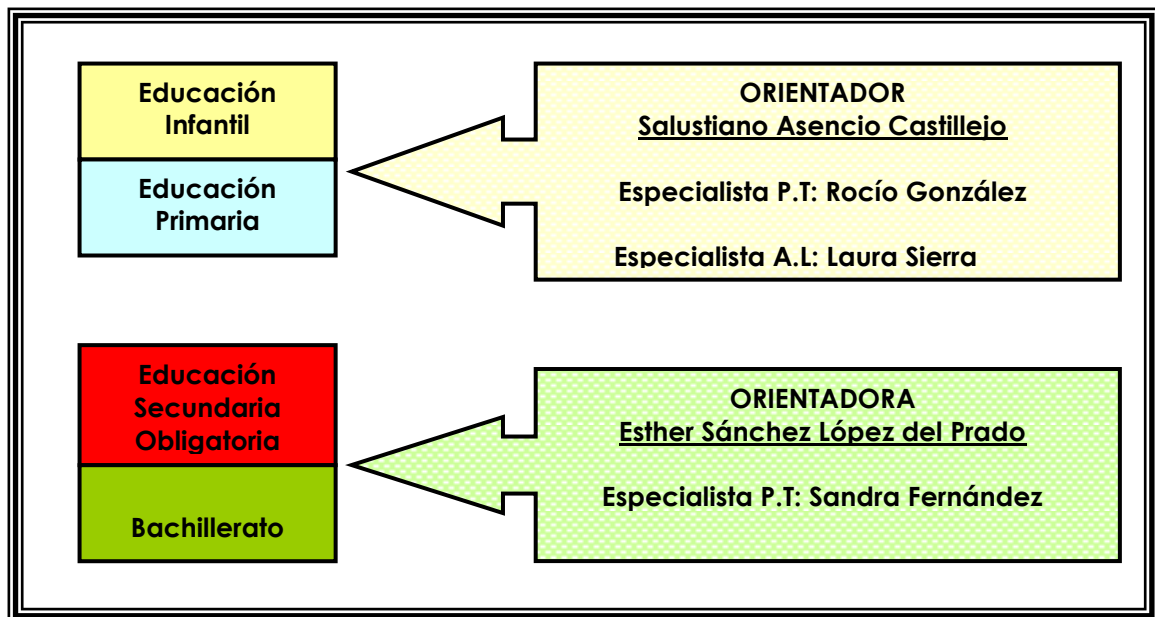 Educación
Infantil
Educación
Primaria
ORIENTADOR
Salustiano Asencio Castillejo
Especialista P.T: Rocío González
Especialista A.L: Laura Sierra
Educación
Secundaria
Obligatoria
Bachillerato
ORIENTADORA
Esther Sánchez López del Prado
Especialista P.T: Sandra Fernández